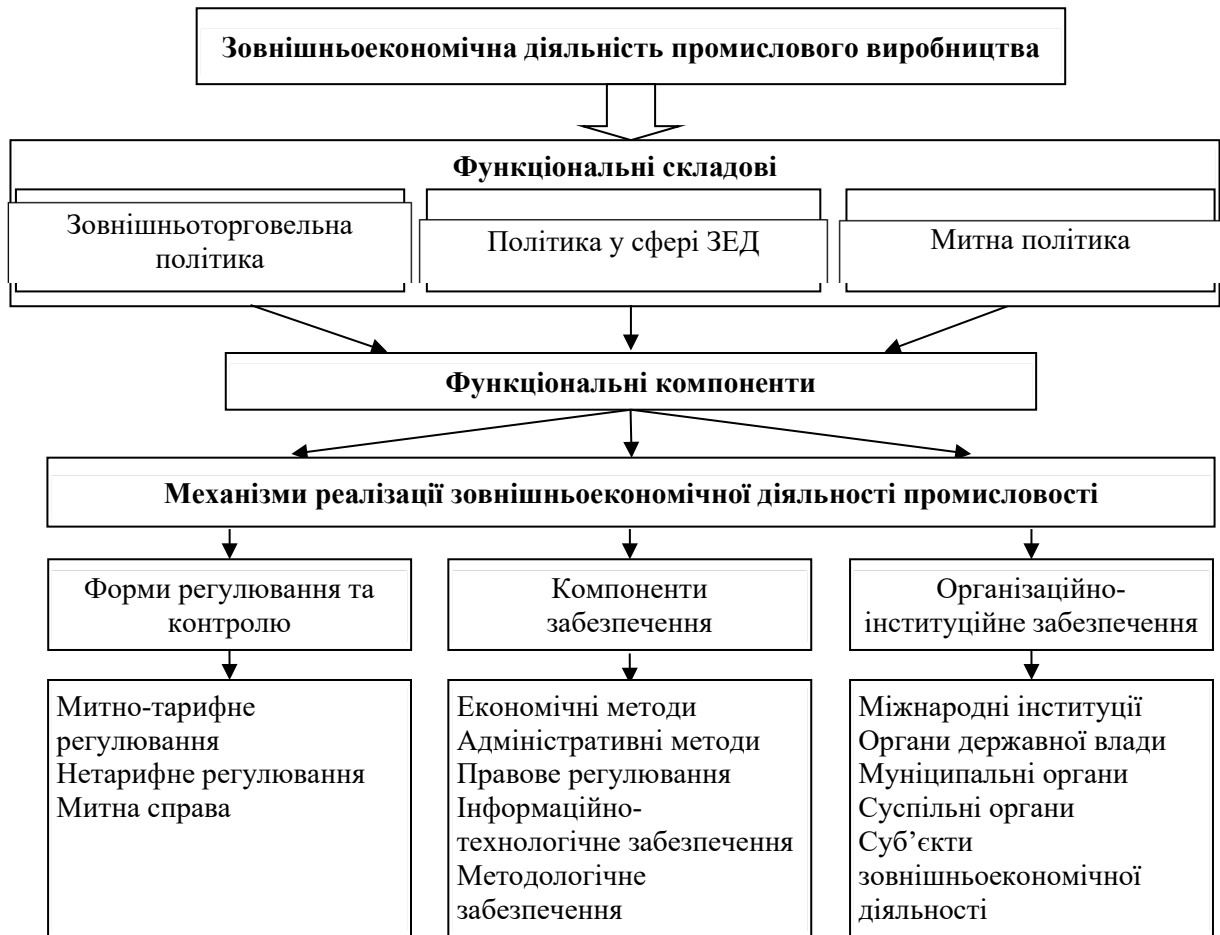 Зовнішньоекономічна діяльність промислового виробництва
Функціональні складові
Зовнішньоторговельна
політика
Політика у сфері ЗЕД
Митна політика
Функціональні компоненти
Механізми реалізації зовнішньоекономічної діяльності промисловості
Форми регулювання та
контролю
Компоненти
забезпечення
Організаційно-
інституційне забезпечення
Митно-тарифне
регулювання
Нетарифне регулювання
Митна справа
Економічні методи
Адміністративні методи
Правове регулювання
Інформаційно-
технологічне забезпечення
Методологічне
забезпечення
Міжнародні інституції
Органи державної влади
Муніципальні органи
Суспільні органи
Суб’єкти
зовнішньоекономічної
діяльності